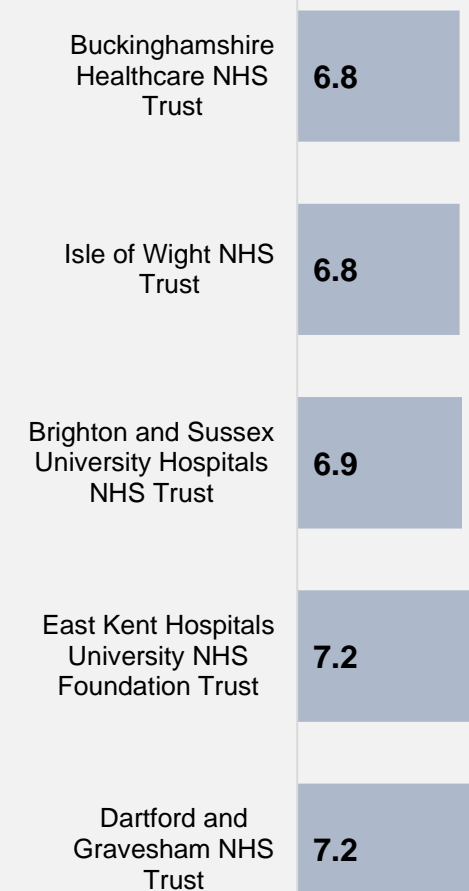 Buckinghamshire
Healthcare NHS
Trust
6.8
Isle of Wight NHS
Trust
6.8
Brighton and Sussex
University Hospitals
NHS Trust
6.9
East Kent Hospitals
University NHS
Foundation Trust
7.2
Dartford and
Gravesham NHS
Trust
7.2